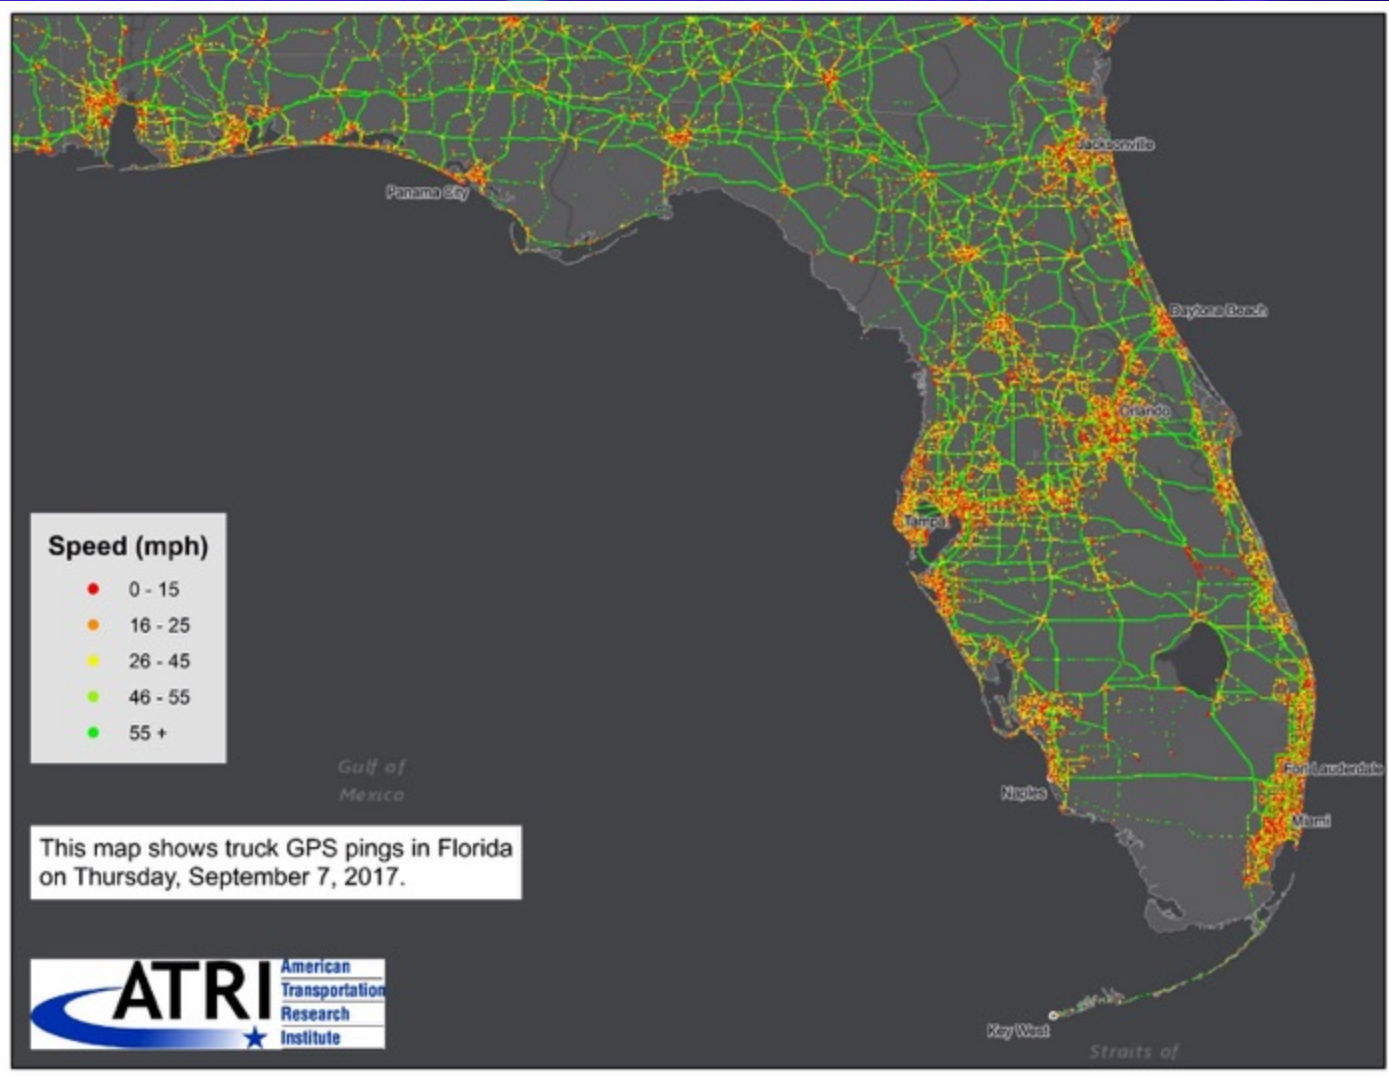 Jacksonville
Panama City
Daytona Beach
Orlando
Tampa
Speed (mph)
0 - 15
16 - 25
26 - 45
46 - 55
55 +
Gulf of
Mexico
Fort Lauderdale
Naples
Miami
This map shows truck GPS pings in Florida
on Thursday, September 7, 2017.
ATRI
American
Transportation
Research
Institute
Key West
Straits of